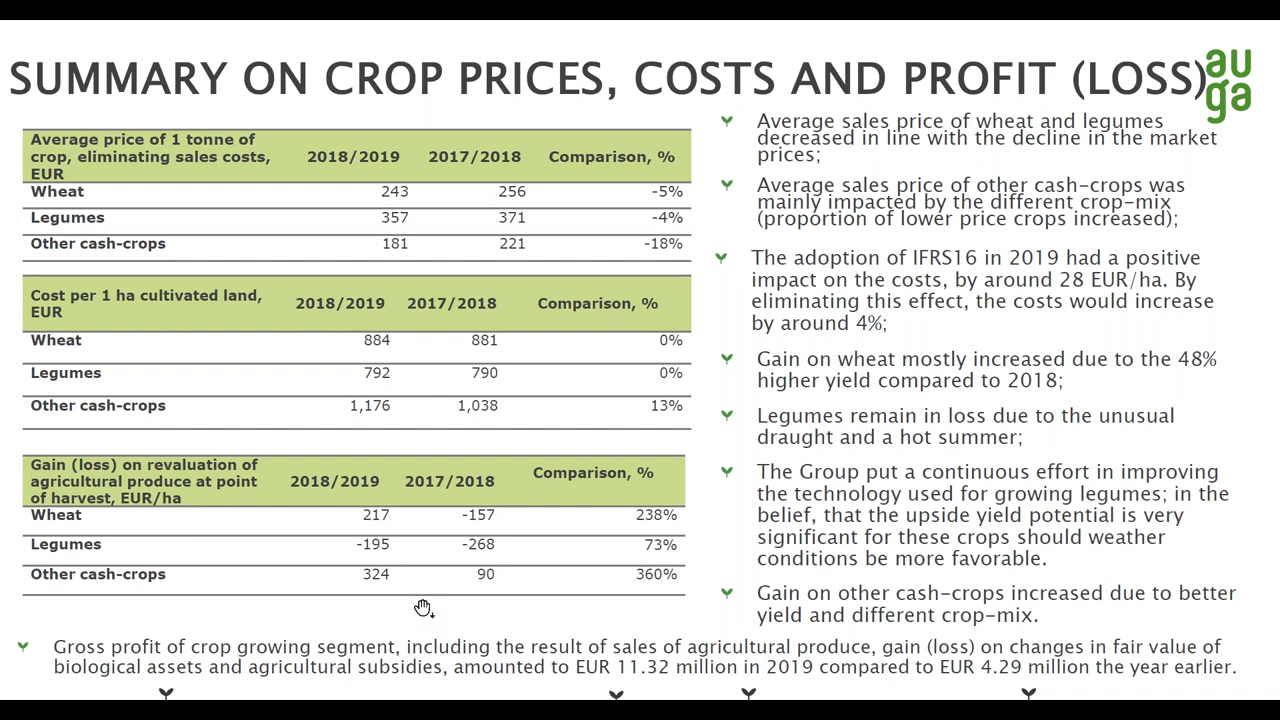 SUMMARY ON CROP PRICES, COSTS AND PROFIT (LOSS)
au
ga
Average price of 1 tonne of
crop, eliminating sales costs,
EUR
2018/2019 2017/2018 Comparison, %
Wheat 243 256 -5%
Legumes 357 371 -4%
Other cash-crops 181 221 -18%
Cost per 1 ha cultivated land,
EUR
2018/2019 2017/2018 Comparison, %
Wheat 884 881 0%
Legumes 792 790 0%
Other cash-crops 1,176 1,038 13%
Gain (loss) on revaluation of
agricultural produce at point
of harvest, EUR/ha
2018/2019 2017/2018 Comparison, %
Wheat 217 -157 238%
Legumes -195 -268 73%
Other cash-crops 324 90 360%
Average sales price of wheat and legumes
decreased in line with the decline in the market
prices;
Average sales price of other cash-crops was
mainly impacted by the different crop-mix
(proportion of lower price crops increased);
The adoption of IFRS16 in 2019 had a positive
impact on the costs, by around 28 EUR/ha. By
eliminating this effect, the costs would increase
by around 4%;
Gain on wheat mostly increased due to the 48%
higher yield compared to 2018;
Legumes remain in loss due to the unusual
draught and a hot summer;
The Group put a continuous effort in improving
the technology used for growing legumes; in the
belief, that the upside yield potential is very
significant for these crops should weather
conditions be more favorable.
Gain on other cash-crops increased due to better
yield and different crop-mix.
Gross profit of crop growing segment, including the result of sales of agricultural produce, gain (loss) on changes in fair value of
biological assets and agricultural subsidies, amounted to EUR 11.32 million in 2019 compared to EUR 4.29 million the year earlier.